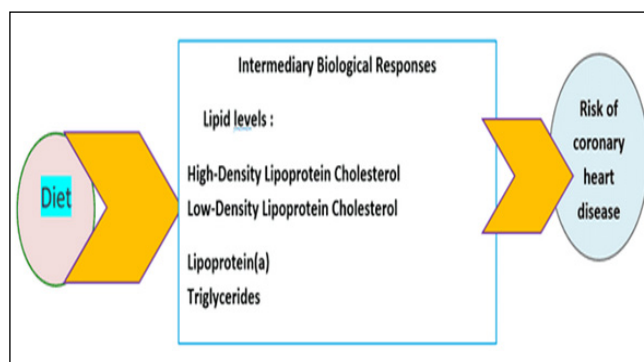 Diet
Intermediary Biological Responses
Lipid levels :
High-Density Lipoprotein Cholesterol
Low-Density Lipoprotein Cholesterol
Lipoprotein(a)
Triglycerides
Risk of
coronary
heart
disease